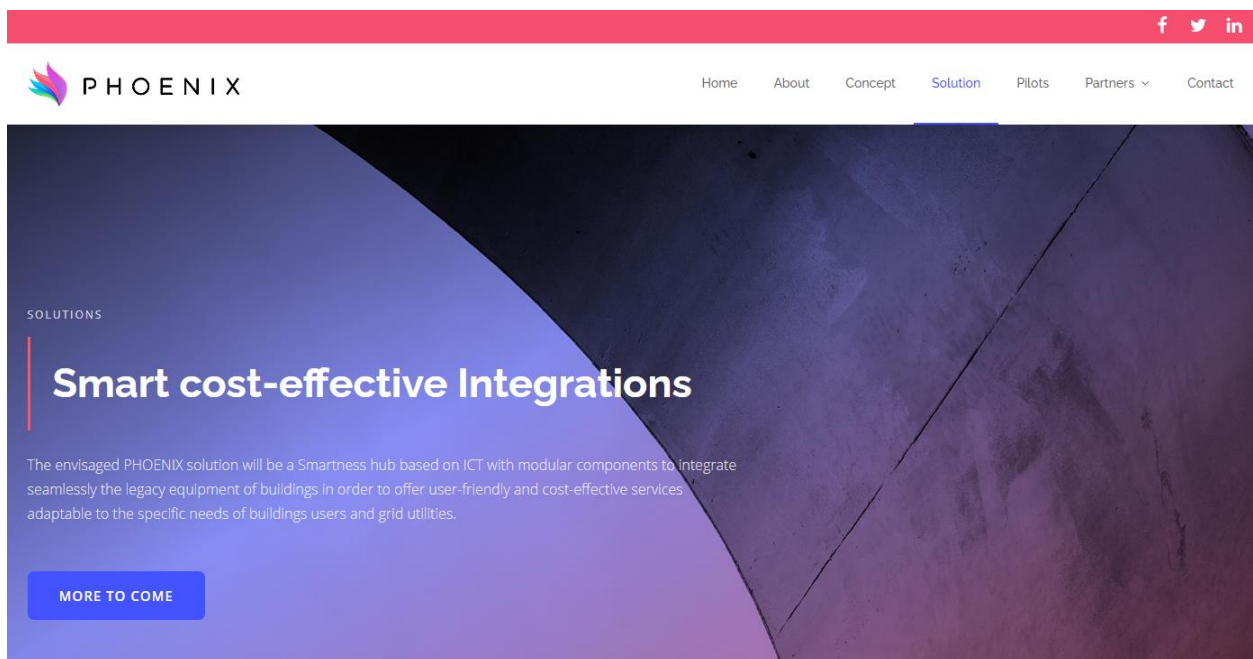 PHOENIX
Home About Concept Solution Pilots Partners Contact
SOLUTIONS
Smart cost-effective Integrations
The envisaged PHOENIX solution will be a Smartness hub based on ICT with modular components to integrate
seamlessly the legacy equipment of buildings in order to offer user-friendly and cost-effective services
adaptable to the specific needs of buildings users and grid utilities.
MORE TO COME